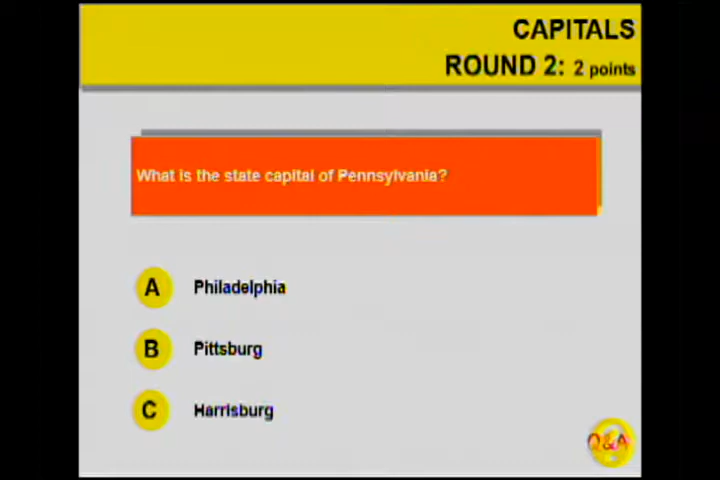 CAPITALS
ROUND 2: 2 points
What is the state capital of Pennsylvania?
A Philadelphia
B Pittsburg
C Harrisburg
Q&A